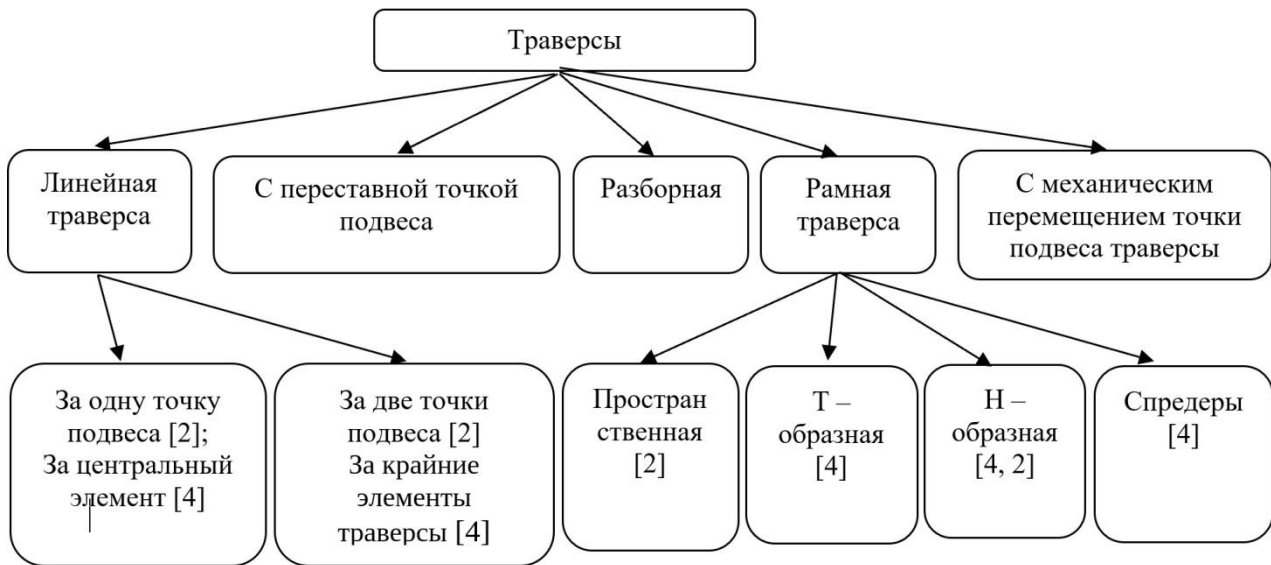 Траверсы
Линейная
траверса
С переставной точкой
подвеса
Разборная
Рамная
траверса
С механическим
перемещением точки
подвеса траверсы
За одну точку
подвеса [2];
За центральный
элемент [4]
За две точки
подвеса [2]
За крайние
элементы
траверсы [4]
Простран
ственная
[2]
Т –
образная
[4]
Н –
образная
[4, 2]
Спредеры
[4]